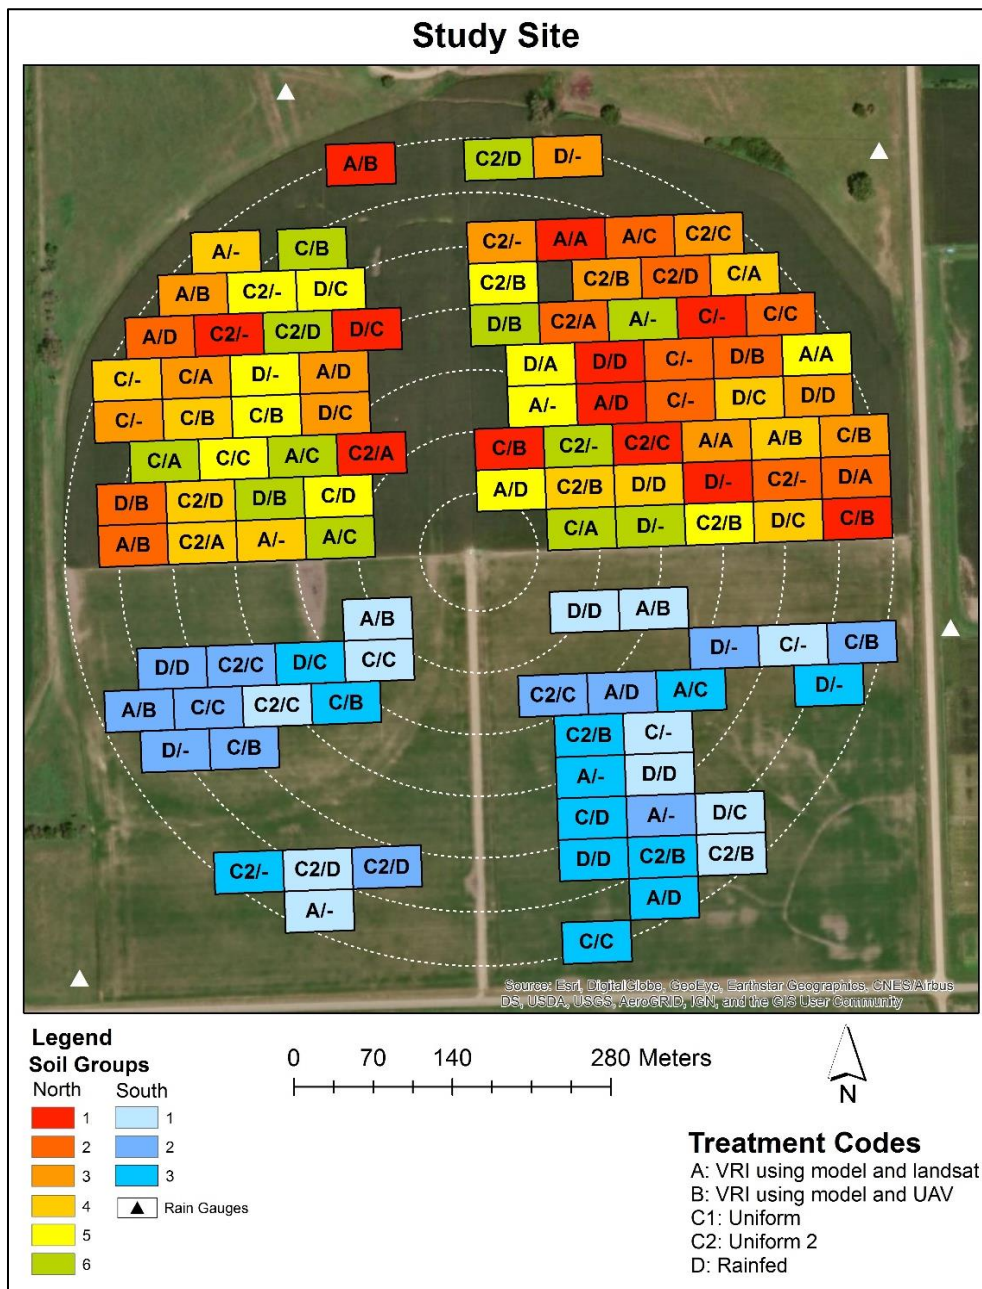 Study Site
A/B C2/D D/-
A/- C/B C2/- A/A A/C C2/C
A/B C2/- D/C C2/B C2/B C2/D C/A
A/D C2/- C2/D D/C D/B C2/A A/- C/- C/C
C/- C/A D/- A/D D/A D/D C/- D/B A/A
C/- C/B C/B D/C A/- A/D C/- D/C D/D
C/A C/C A/C C2/A C/B C2/- C2/C A/A A/B C/B
D/B C2/D D/B C/D A/D C2/B D/D D/- C2/- D/A
A/B C2/A A/- A/C C/A D/- C2/B D/C C/B
A/B D/D A/B
D/D C2/C D/C C/C D/- C/- C/B
A/B C/C C2/C C/B C2/C A/D A/C D/-
D/- C/B C2/B C/-
A/- D/D
C/D A/- D/C
C2/- C2/D C2/D D/D C2/B C2/B
A/- A/D
C/C
Source: Esri, DigitalGlobe, GeoEye, Earthstar Geographics, CNES/Airbus
DS, USDA, USGS, AeroGRID, IGN, and the GIS User Community
Legend
Soil Groups
North South
1 1
2 2
3 3
4 Rain Gauges
5
6
0 70 140 280 Meters
N
Treatment Codes
A: VRI using model and landsat
B: VRI using model and UAV
C1: Uniform
C2: Uniform 2
D: Rainfed